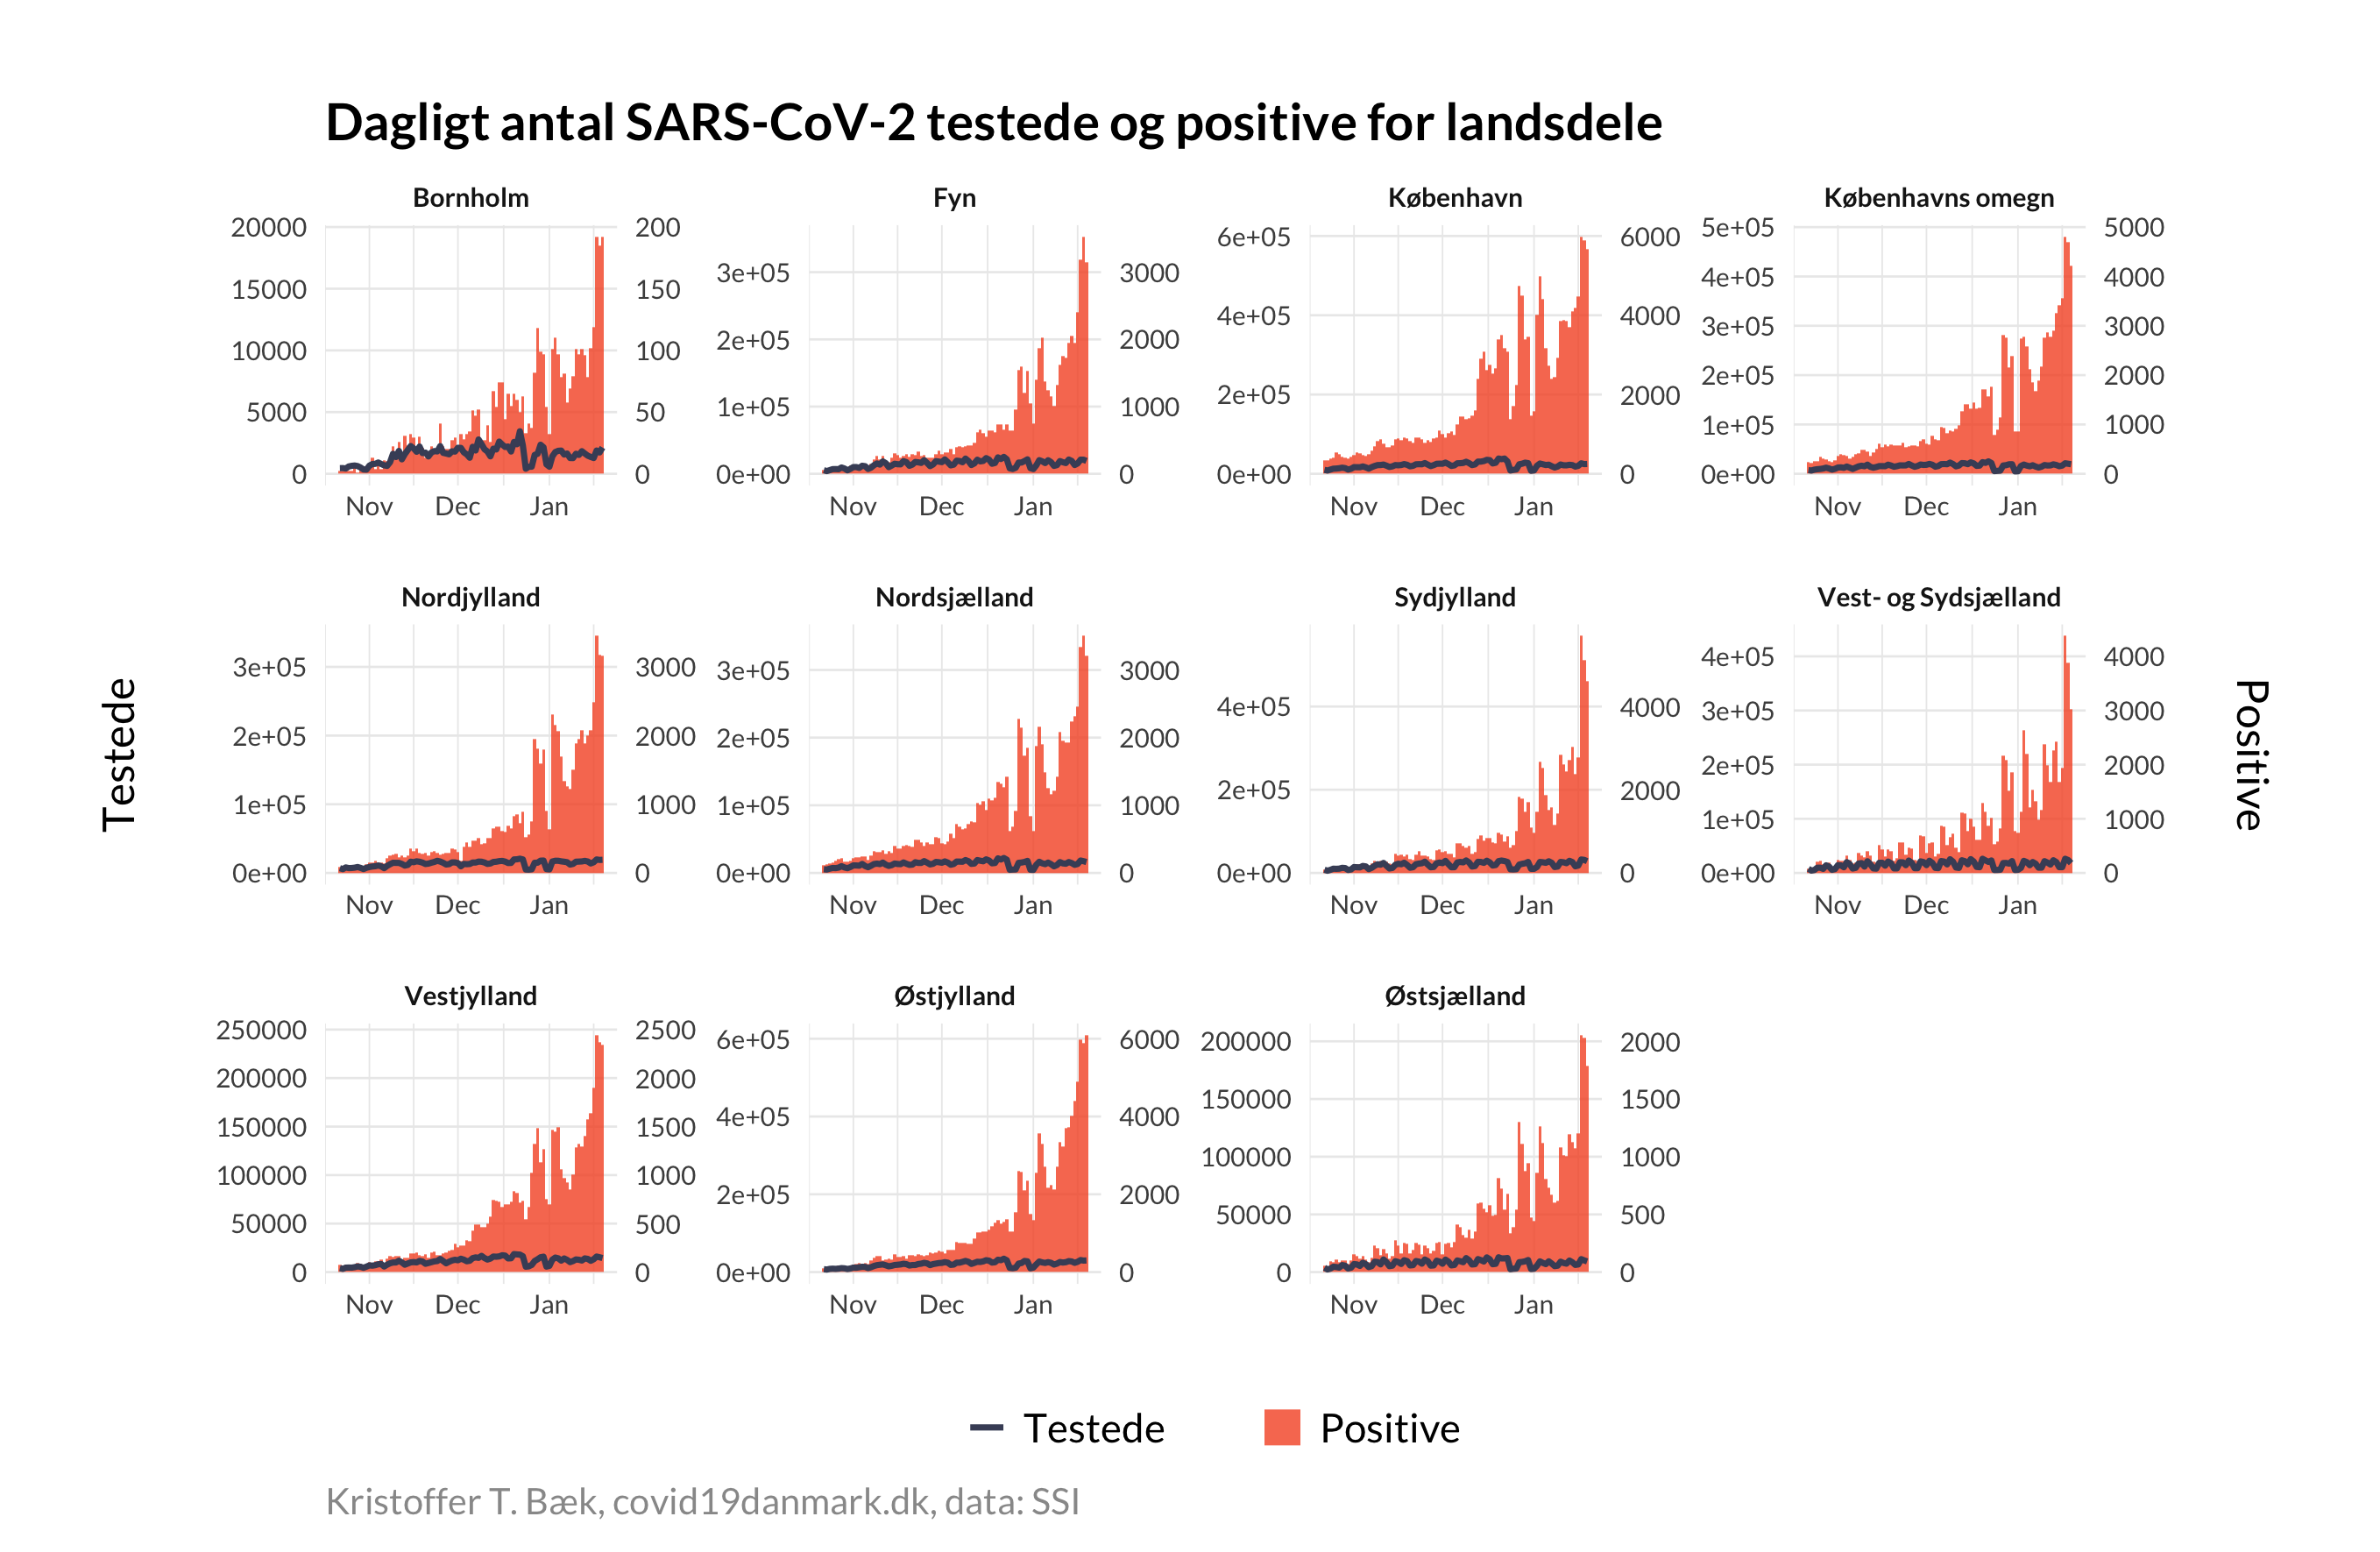 Dagligt antal SARS-CoV-2 testede og positive for landsdele
Bornholm
20000
15000
10000
5000
0
200
150
100
50
0
Nov Dec Jan
Fyn
3e+05
2e+05
1e+05
0e+00
3000
2000
1000
0
Nov Dec Jan
København
6e+05
4e+05
2e+05
0e+00
6000
4000
2000
0
Nov Dec Jan
Københavns omegn
5e+05
4e+05
3e+05
2e+05
1e+05
0e+00
5000
4000
3000
2000
1000
0
Nov Dec Jan
Testede
Nordjylland
3e+05
2e+05
1e+05
0e+00
3000
2000
1000
0
Nov Dec Jan
Nordsjælland
3e+05
2e+05
1e+05
0e+00
3000
2000
1000
0
Nov Dec Jan
Sydjylland
4e+05
2e+05
0e+00
4000
2000
0
Nov Dec Jan
Vest- og Sydsjælland
4e+05
3e+05
2e+05
1e+05
0e+00
4000
3000
2000
1000
0
Nov Dec Jan
Positive
Vestjylland
250000
200000
150000
100000
50000
0
2500
2000
1500
1000
500
0
Nov Dec Jan
Østjylland
6e+05
4e+05
2e+05
0e+00
6000
4000
2000
0
Nov Dec Jan
Østsjælland
200000
150000
100000
50000
0
2000
1500
1000
500
0
Nov Dec Jan
Testede Positive
Kristoffer T. Bæk, covid19danmark.dk, data: SSI